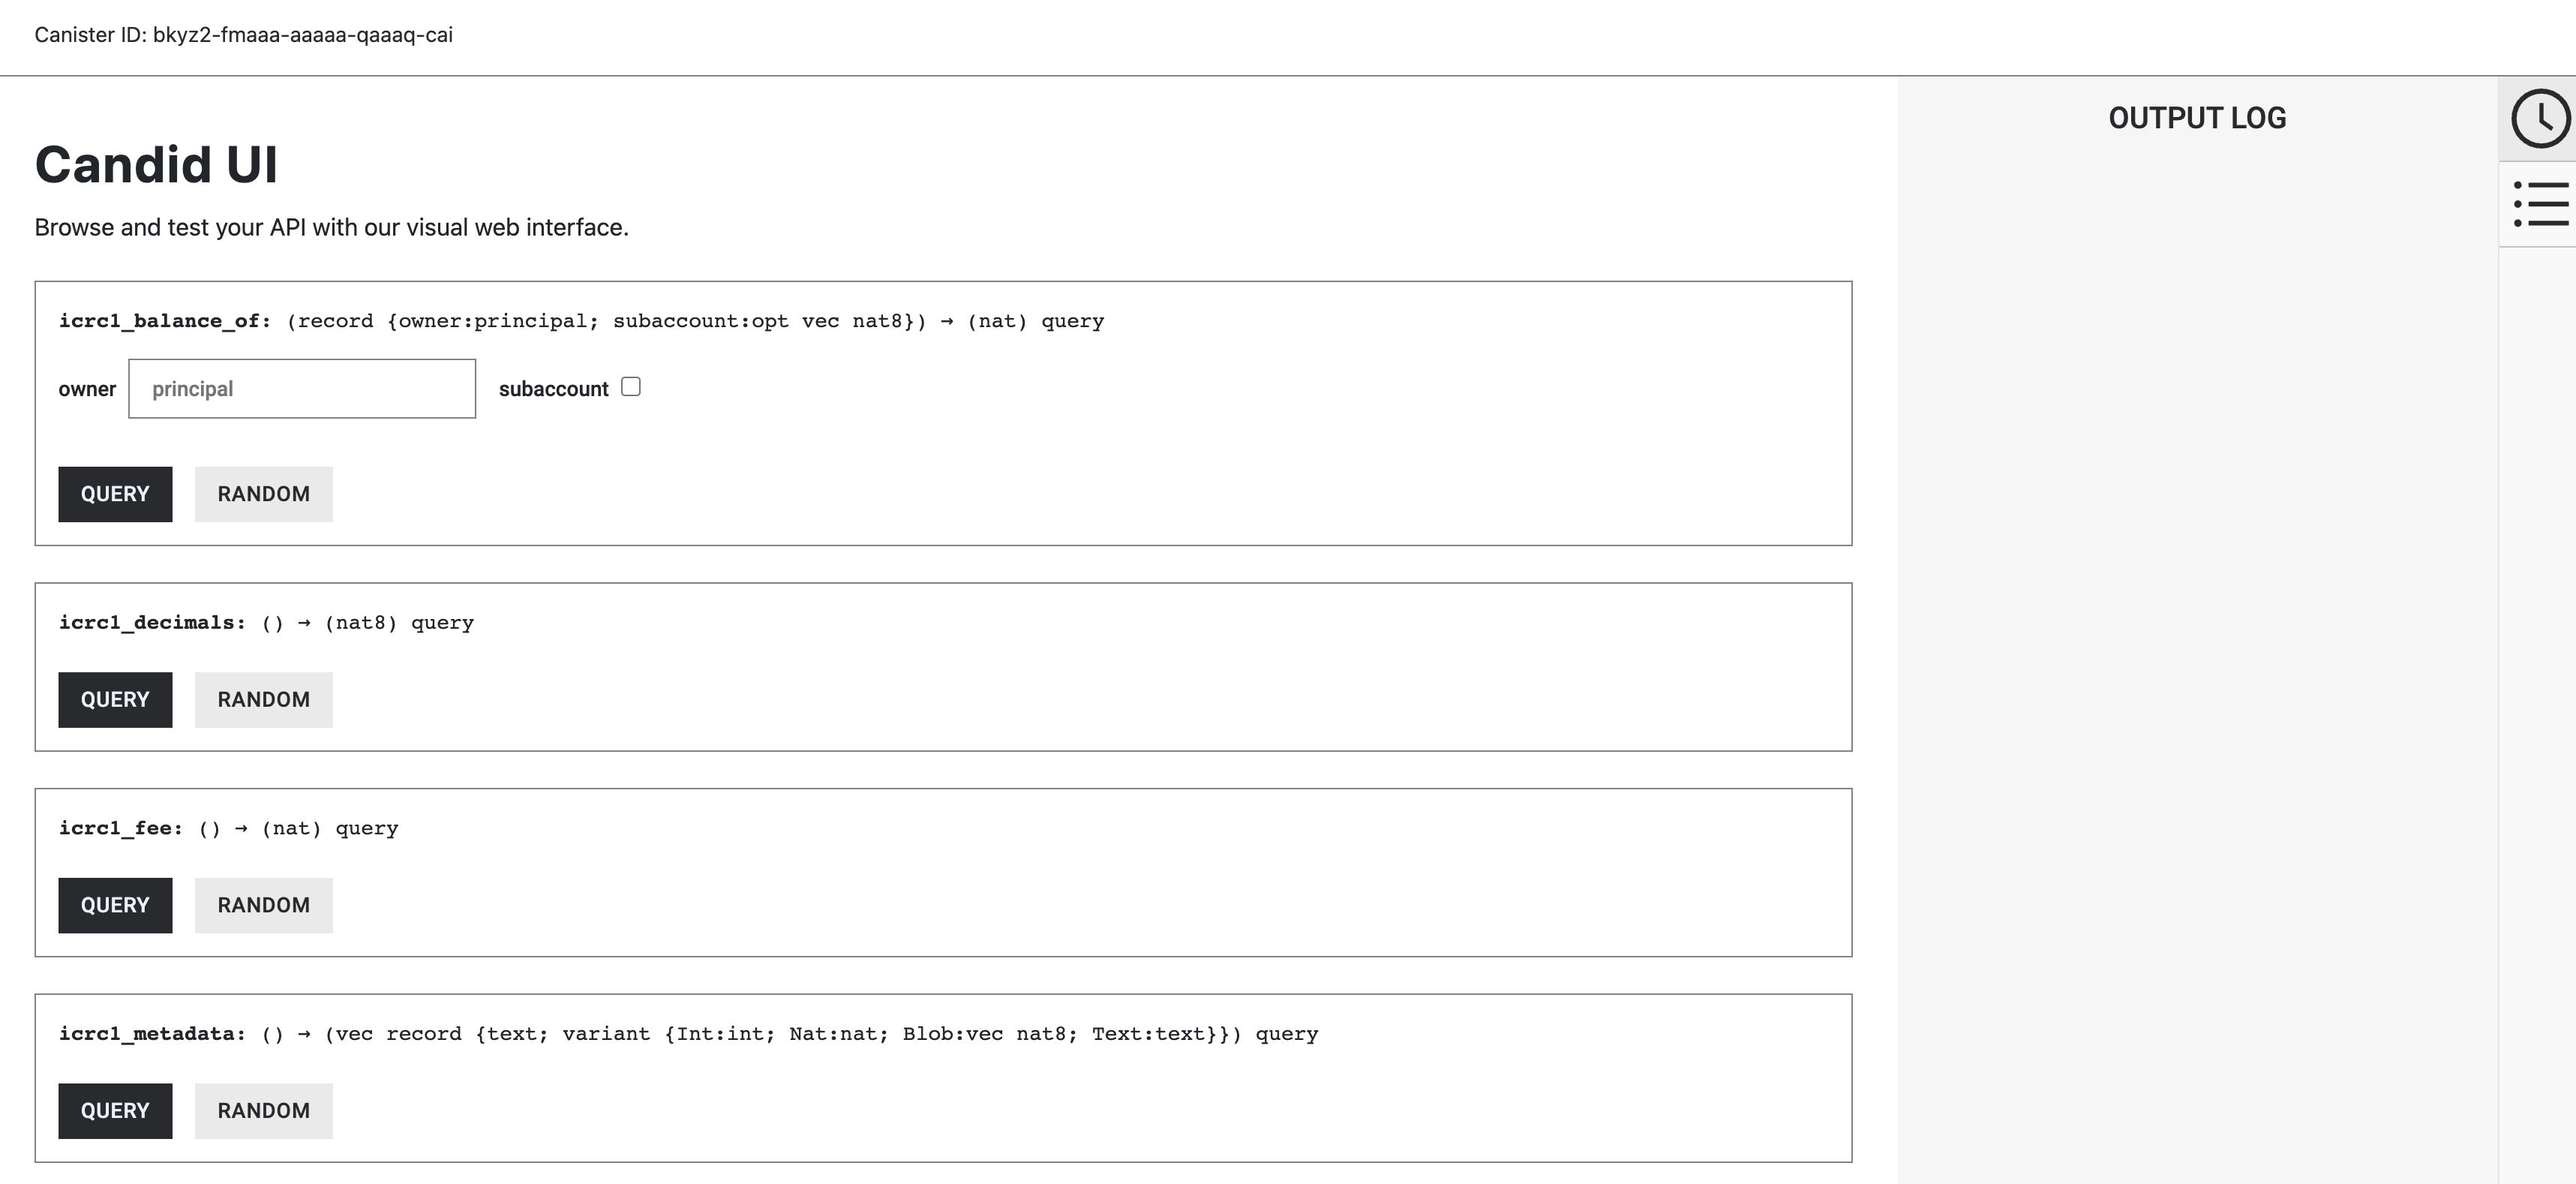 Canister ID: bkyz2-fmaaa-aaaaa-qaaaq-cai
OUTPUT LOG
Candid UI
Browse and test your API with our visual web interface.
icrc1_balance_of: (record {owner:principal; subaccount:opt vec nat8}) → (nat) query
owner principal subaccount
QUERY RANDOM
icrc1_decimals: () → (nat8) query
QUERY RANDOM
icrc1_fee: () → (nat) query
QUERY RANDOM
icrc1_metadata: () → (vec record {text; variant {Int:int; Nat:nat; Blob:vec nat8; Text:text}}) query
QUERY RANDOM